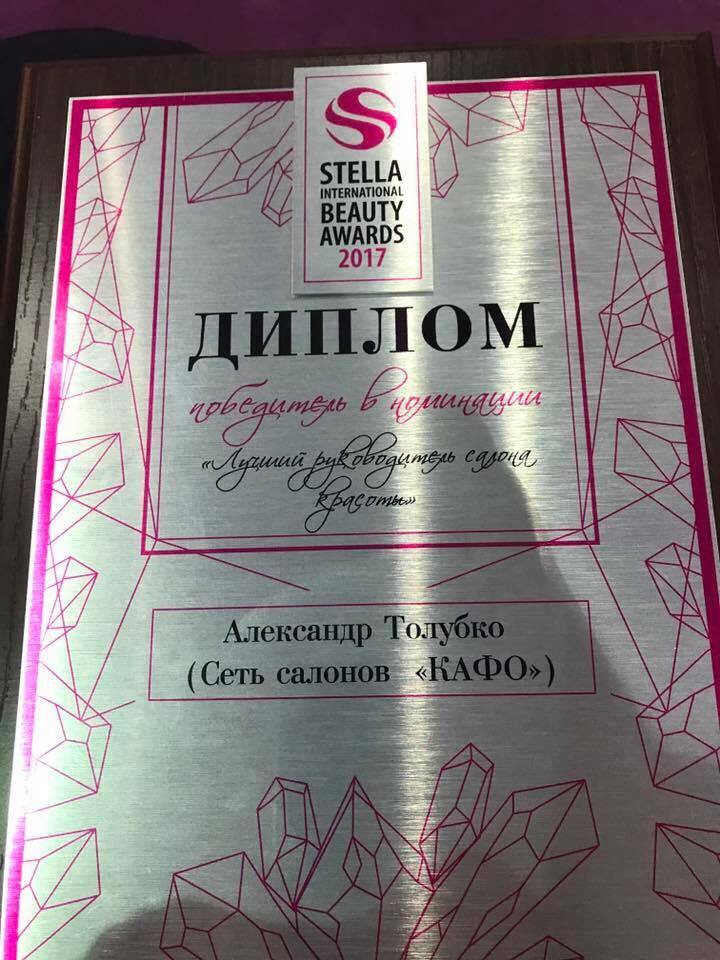 STELLA
INTERNATIONAL
BEAUTY
AWARDS
2017
ДИПЛОМ
победитель в номинации
«Лучший руководитель салона
красоты»
Александр Толубко
(Сеть салонов «КАФО»)